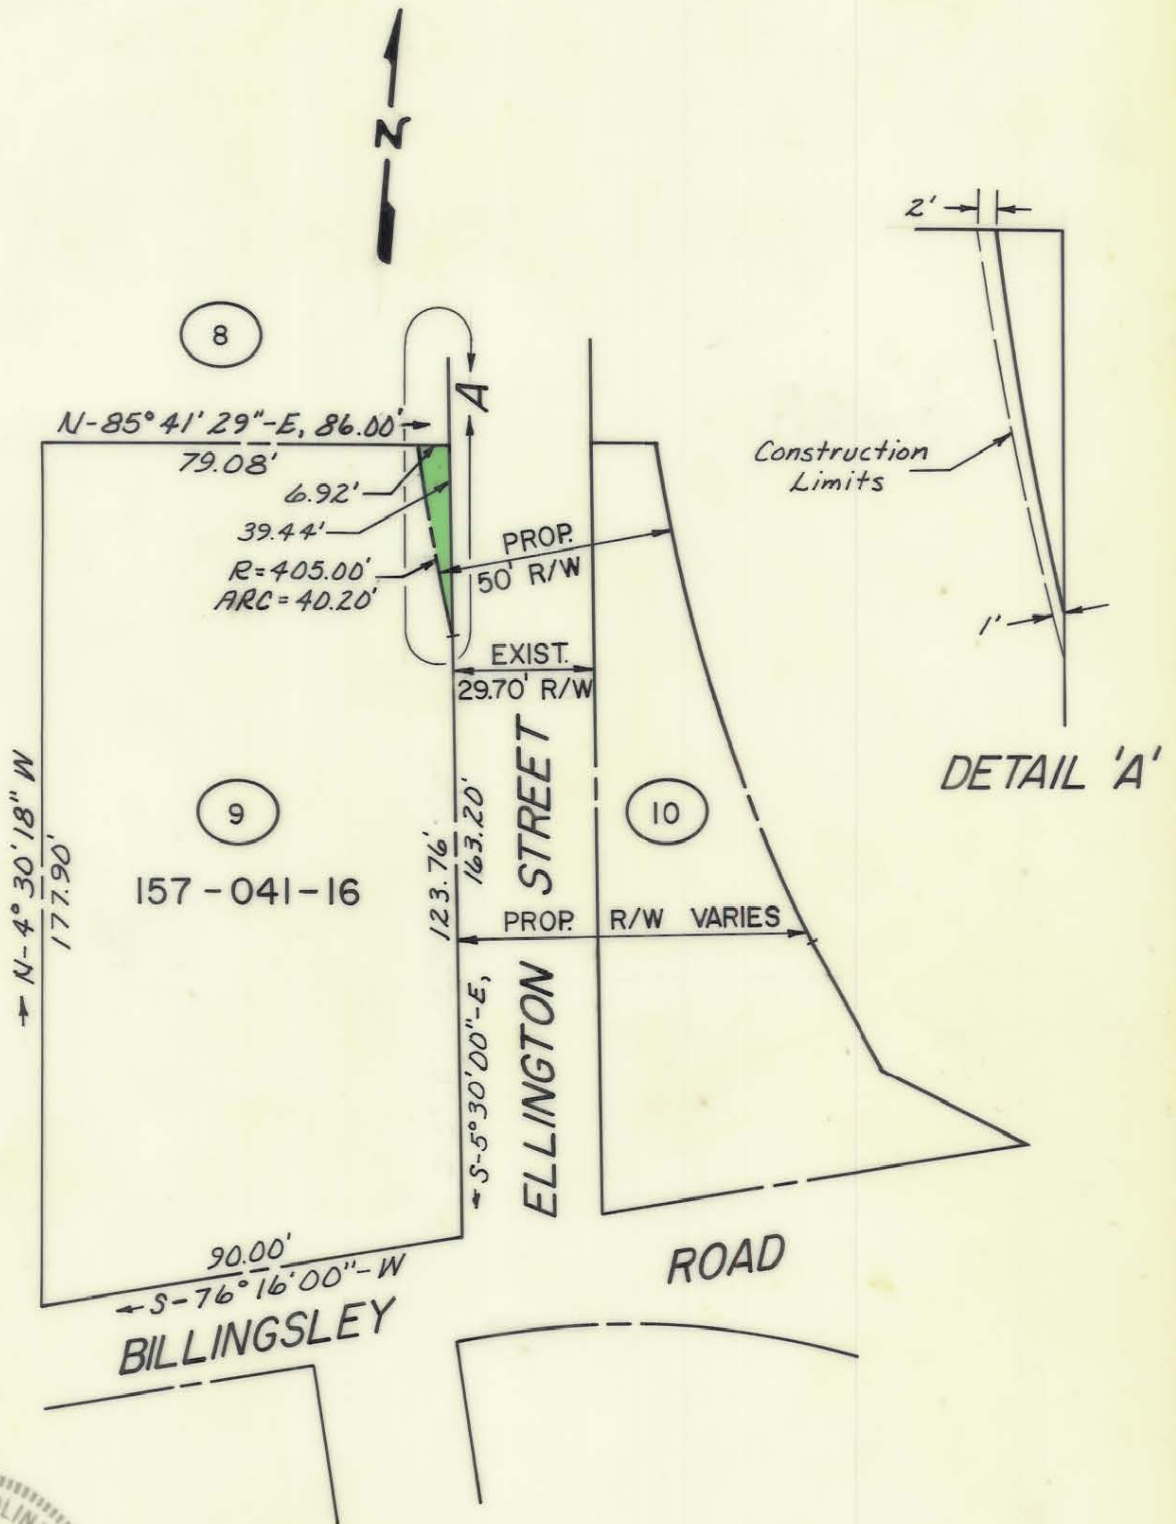 N
2'
8
A
N-85° 41' 29"-E, 86.00'
79.08'
6.92'
39.44'
R=405.00'
ARC=40.20'
PROP.
50' R/W
Construction
Limits
1'
EXIST.
29.70' R/W
DETAIL 'A'
N-4° 30' 18" W
177.90'
9
157-041-16
123.76'
163.20'
S-5° 30' 00"-E,
ELLINGTON STREET
10
PROP. R/W VARIES
90.00'
S-76° 16' 00"-W
BILLINGSLEY ROAD